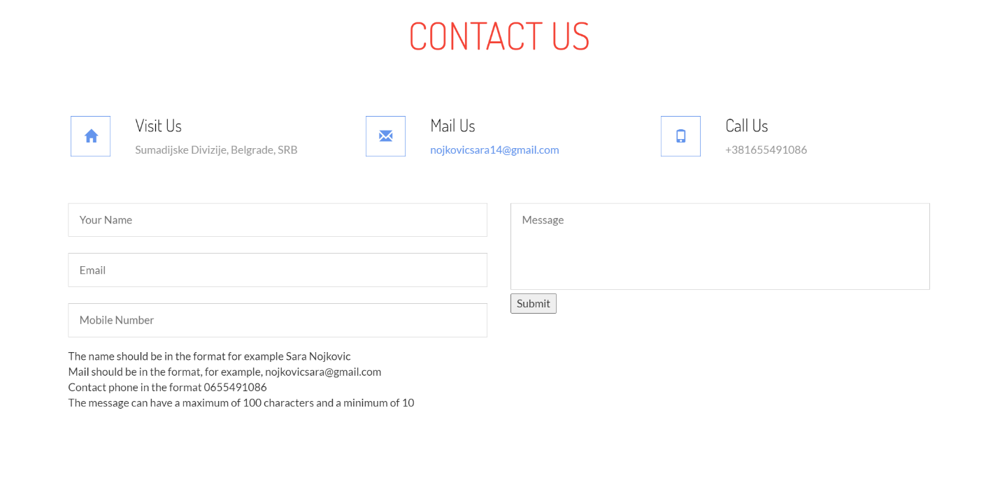 CONTACT US
Visit Us
Sumadijske Divizije, Belgrade, SRB
Mail Us
nojkovicsara14@gmail.com
Call Us
+381655491086
Your Name
Email
Mobile Number
The name should be in the format for example Sara Nojkovic
Mail should be in the format, for example, nojkovicsara@gmail.com
Contact phone in the format 0655491086
The message can have a maximum of 100 characters and a minimum of 10
Message
Submit